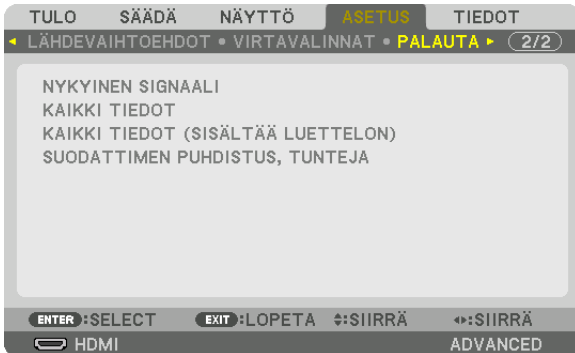 TULO SÄÄDÄ NÄYTTÖ ASETUS TIEDOT
LÄHDEVAIHTOEHDOT • VIRTAVALINNAT • PALAUTA 2/2
NYKYINEN SIGNAALI
KAIKKI TIEDOT
KAIKKI TIEDOT (SISÄLTÄÄ LUETTELON)
SUODATTIMEN PUHDISTUS, TUNTEJA
ENTER :SELECT EXIT :LOPETA :SIIRRÄ :SIIRRÄ
HDMI ADVANCED